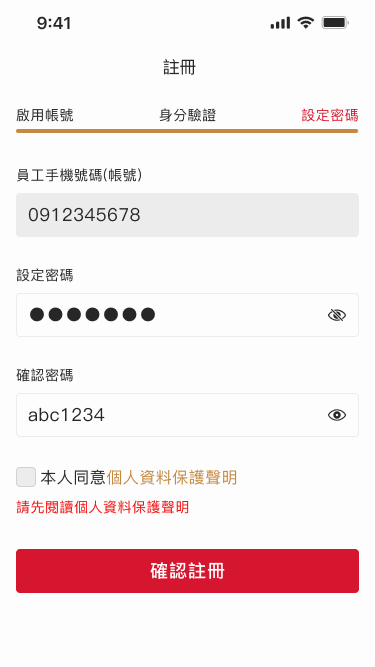 9:41
註冊
啟用帳號 身分驗證 設定密碼
員工手機號碼(帳號)
0912345678
設定密碼
●●●●●●●
確認密碼
abc1234
本人同意個人資料保護聲明
請先閱讀個人資料保護聲明
確認註冊